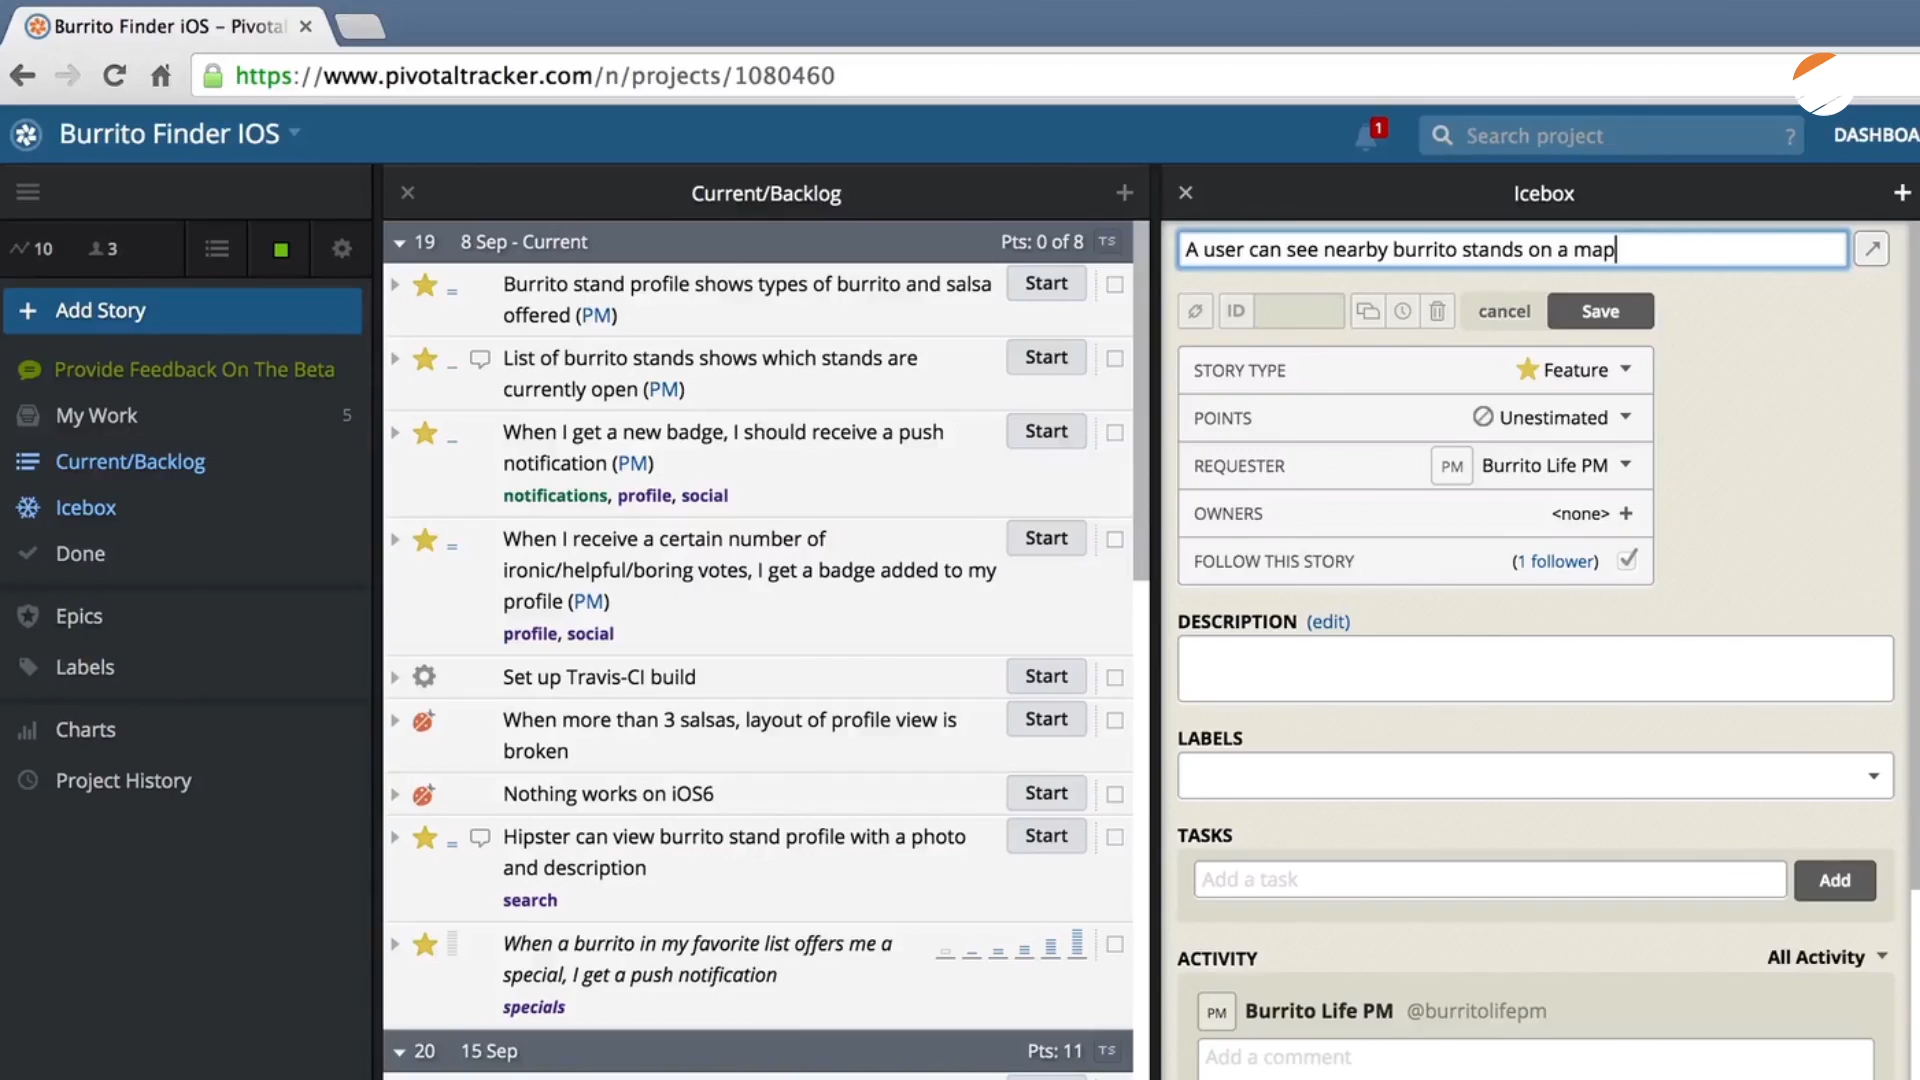 Burrito Finder iOS – Pivotal
https://www.pivotaltracker.com/n/projects/1080460
Burrito Finder IOS
1
Search project
?
DASHBOA
10
3
Add Story
Provide Feedback On The Beta
My Work 5
Current/Backlog
Icebox
Done
Epics
Labels
Charts
Project History
Current/Backlog
19 8 Sep - Current Pts: 0 of 8 TS
Burrito stand profile shows types of burrito and salsa
offered (PM)
Start
List of burrito stands shows which stands are
currently open (PM)
Start
When I get a new badge, I should receive a push
notification (PM)
notifications, profile, social
Start
When I receive a certain number of
ironic/helpful/boring votes, I get a badge added to my
profile (PM)
profile, social
Start
Set up Travis-CI build
Start
When more than 3 salsas, layout of profile view is
broken
Start
Nothing works on iOS6
Start
Hipster can view burrito stand profile with a photo
and description
search
Start
When a burrito in my favorite list offers me a
special, I get a push notification
specials
20 15 Sep Pts: 11 TS
Icebox
A user can see nearby burrito stands on a map
ID
cancel
Save
STORY TYPE Feature
POINTS Unestimated
REQUESTER PM Burrito Life PM
OWNERS <none> +
FOLLOW THIS STORY (1 follower)
DESCRIPTION (edit)
LABELS
TASKS
Add a task
Add
ACTIVITY All Activity
PM Burrito Life PM @burritolifepm
Add a comment